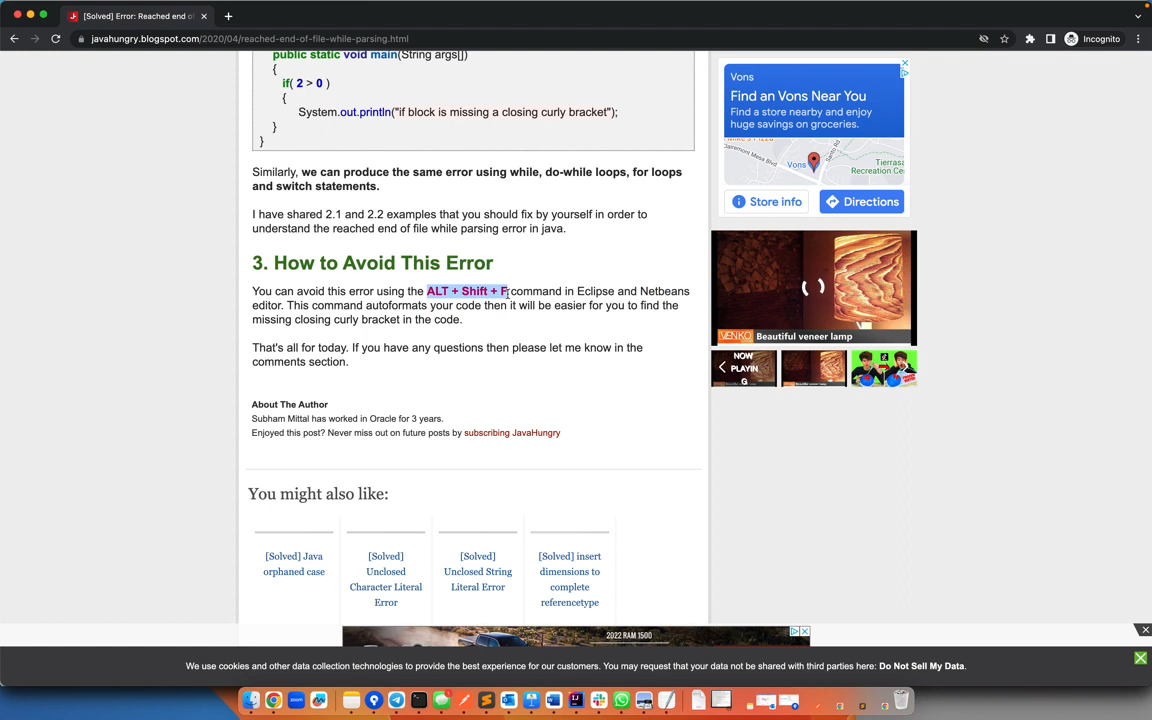 [Solved] Error: Reached end of
javahungry.blogspot.com/2020/04/reached-end-of-file-while-parsing.html
Incognito
public static void main(String args[])
{
if( 2 > 0 )
{
System.out.println("if block is missing a closing curly bracket");
}
}
Similarly, we can produce the same error using while, do-while loops, for loops
and switch statements.
I have shared 2.1 and 2.2 examples that you should fix by yourself in order to
understand the reached end of file while parsing error in java.
3. How to Avoid This Error
You can avoid this error using the ALT + Shift + F command in Eclipse and Netbeans
editor. This command autoformats your code then it will be easier for you to find the
missing closing curly bracket in the code.
That's all for today. If you have any questions then please let me know in the
comments section.
About The Author
Subham Mittal has worked in Oracle for 3 years.
Enjoyed this post? Never miss out on future posts by subscribing JavaHungry
You might also like:
[Solved] Java
orphaned case
[Solved]
Unclosed
Character Literal
Error
[Solved]
Unclosed String
Literal Error
[Solved] insert
dimensions to
complete
referencetype
Vons
Find an Vons Near You
Find a store nearby and enjoy
huge savings on groceries.
Clairemont Mesa Blvd
Vons
Tierras
Recreation Ce
Store info
Directions
VENKO
Beautiful veneer lamp
NOW
PLAYIN
G
2022 RAM 1500
We use cookies and other data collection technologies to provide the best experience for our customers. You may request that your data not be shared with third parties here: Do Not Sell My Data.
zoom